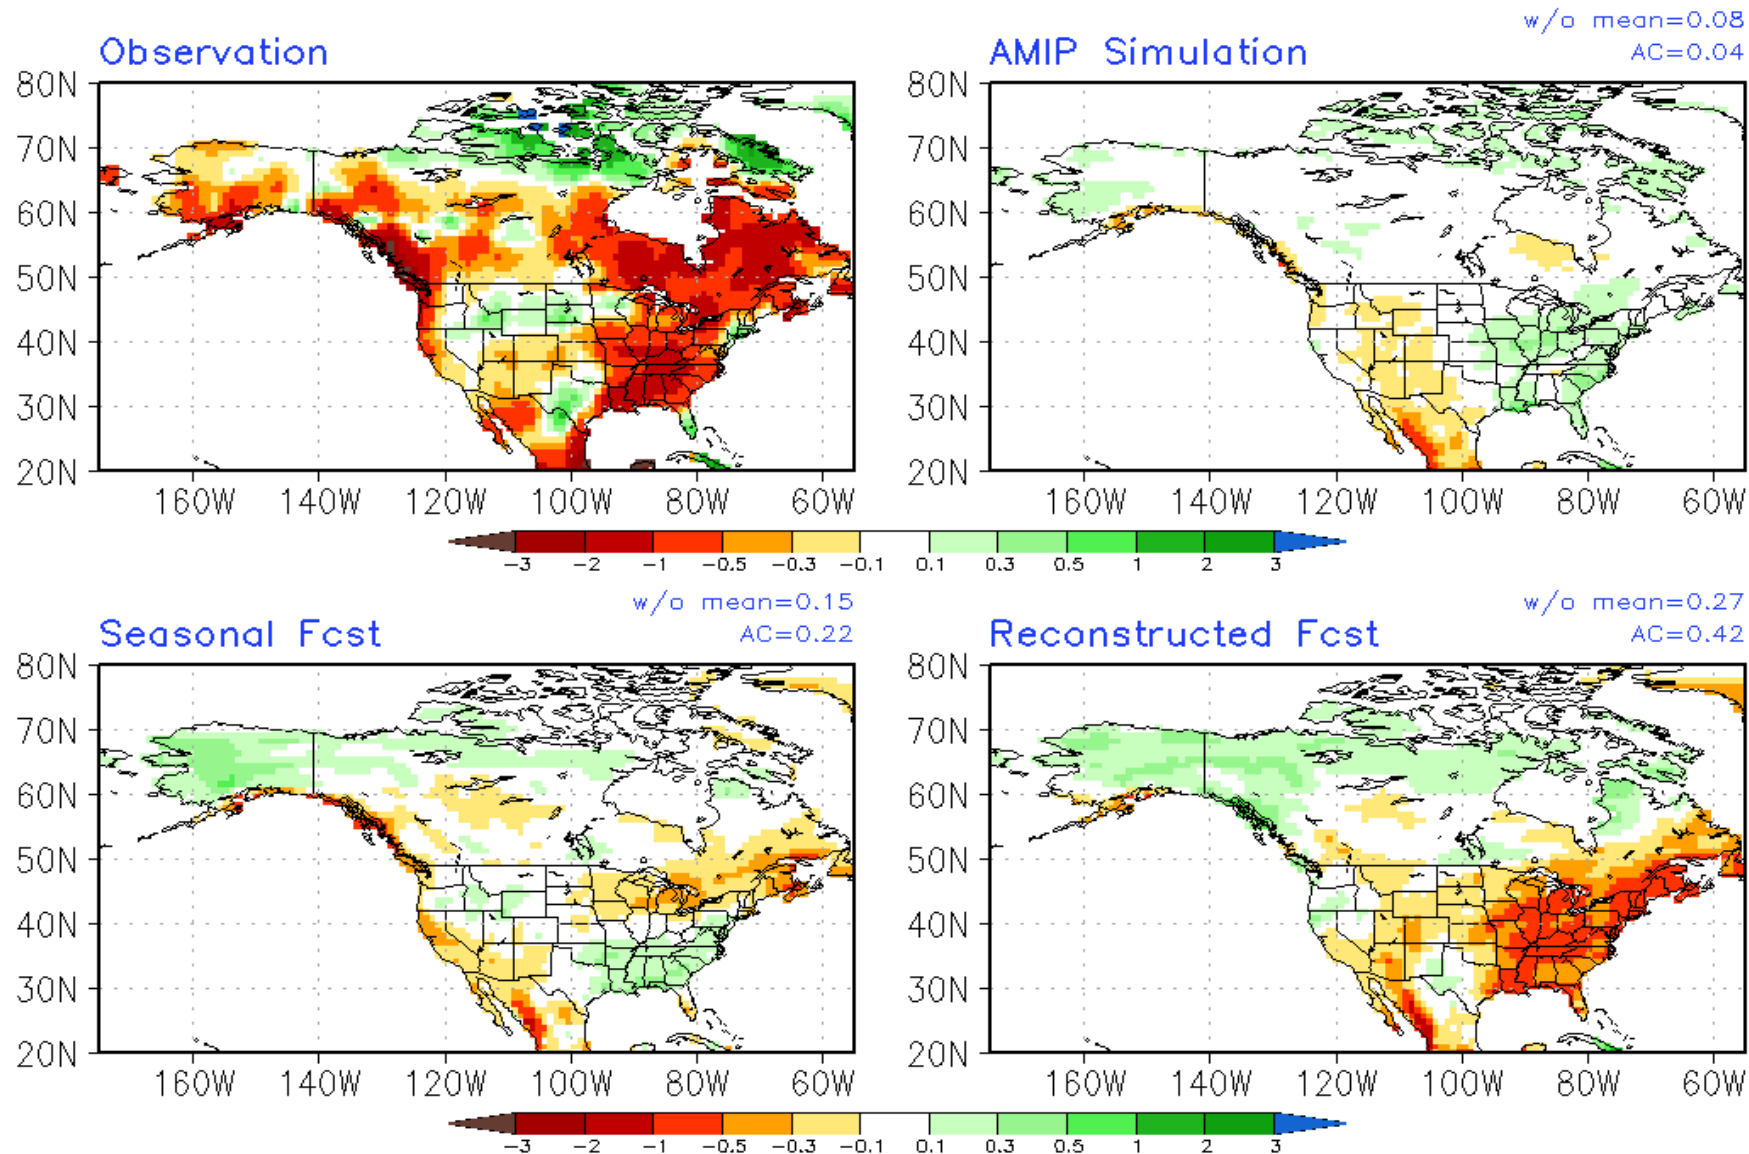 w/o mean=0.08
Observation
AMIP Simulation
AC=0.04
80N
70N
60N
50N
40N
30N
20N
160W 140W 120W 100W 80W 60W
80N
70N
60N
50N
40N
30N
20N
160W 140W 120W 100W 80W 60W
-3 -2 -1 -0.5 -0.3 -0.1 0.1 0.3 0.5 1 2 3
w/o mean=0.15
Seasonal Fcst
AC=0.22
w/o mean=0.27
Reconstructed Fcst
AC=0.42
80N
70N
60N
50N
40N
30N
20N
160W 140W 120W 100W 80W 60W
80N
70N
60N
50N
40N
30N
20N
160W 140W 120W 100W 80W 60W
-3 -2 -1 -0.5 -0.3 -0.1 0.1 0.3 0.5 1 2 3